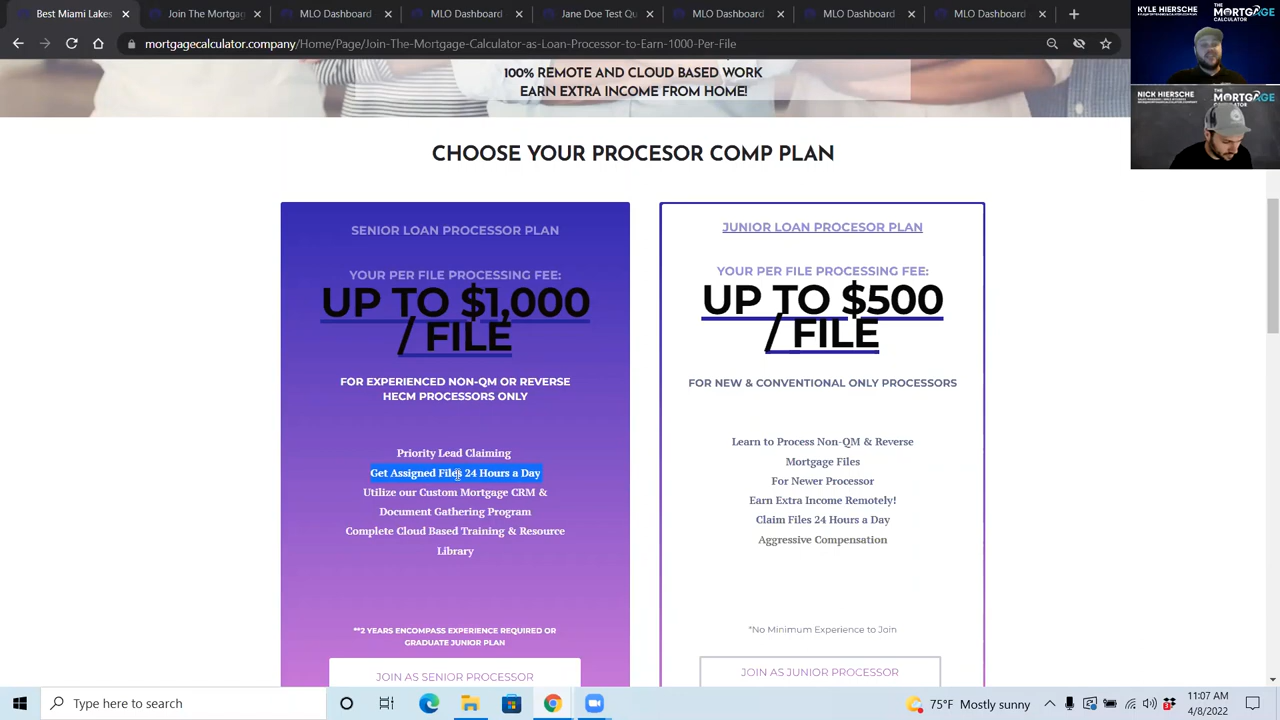 Best Miami Lakes
Join The Mortgag
MLO Dashboard
MLO Dashboard
Jane Doe Test Lo
MLO Dashboard
MLO Dashboard
MLO Dashboard
mortgagecalculator.company/Home/Page/Join-The-Mortgage-Calculator-as-Loan-Processor-to-Earn-1000-Per-File
KYLE HIERSCHE
THE MORTGAGE CALCULATOR
NICK HIERSCHE
THE MORTGAGE CALCULATOR
100% REMOTE AND CLOUD BASED WORK
EARN EXTRA INCOME FROM HOME!
CHOOSE YOUR PROCESOR COMP PLAN
SENIOR LOAN PROCESSOR PLAN
YOUR PER FILE PROCESSING FEE:
UP TO $1,000
/ FILE
FOR EXPERIENCED NON-QM OR REVERSE
HECM PROCESSORS ONLY
Priority Lead Claiming
Get Assigned Files 24 Hours a Day
Utilize our Custom Mortgage CRM &
Document Gathering Program
Complete Cloud Based Training & Resource
Library
**2 YEARS ENCOMPASS EXPERIENCE REQUIRED OR
GRADUATE JUNIOR PLAN
JOIN AS SENIOR PROCESSOR
JUNIOR LOAN PROCESOR PLAN
YOUR PER FILE PROCESSING FEE:
UP TO $500
/ FILE
FOR NEW & CONVENTIONAL ONLY PROCESSORS
Learn to Process Non-QM & Reverse
Mortgage Files
For Newer Processor
Earn Extra Income Remotely!
Claim Files 24 Hours a Day
Aggressive Compensation
*No Minimum Experience to Join
JOIN AS JUNIOR PROCESSOR
Type here to search
75°F Mostly sunny
11:07 AM
4/8/2022